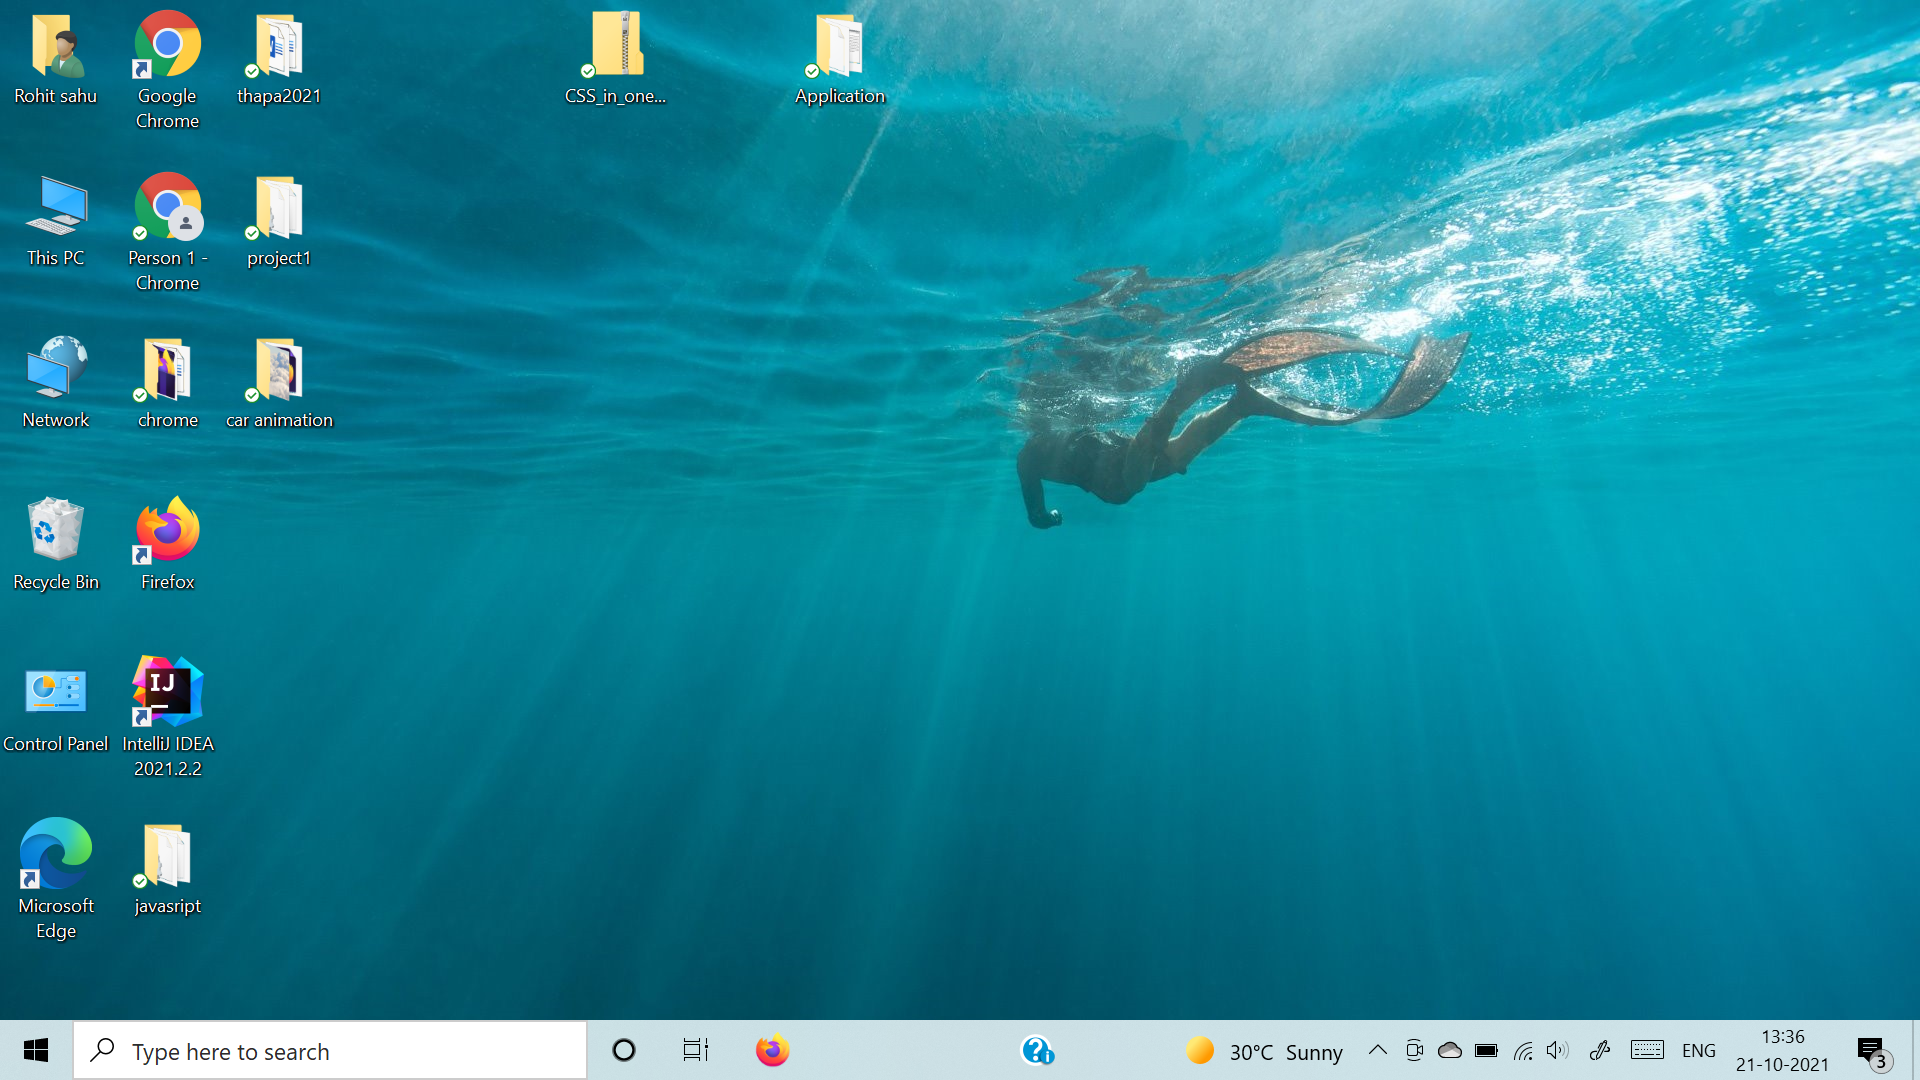 Rohit sahu
Google
Chrome
thapa2021
CSS_in_one...
Application
This PC
Person 1 -
Chrome
project1
Network
chrome
car animation
Recycle Bin
Firefox
Control Panel
IJ
IntelliJ IDEA
2021.2.2
Microsoft
Edge
javasript
Type here to search
30°C Sunny
ENG
13:36
21-10-2021
3